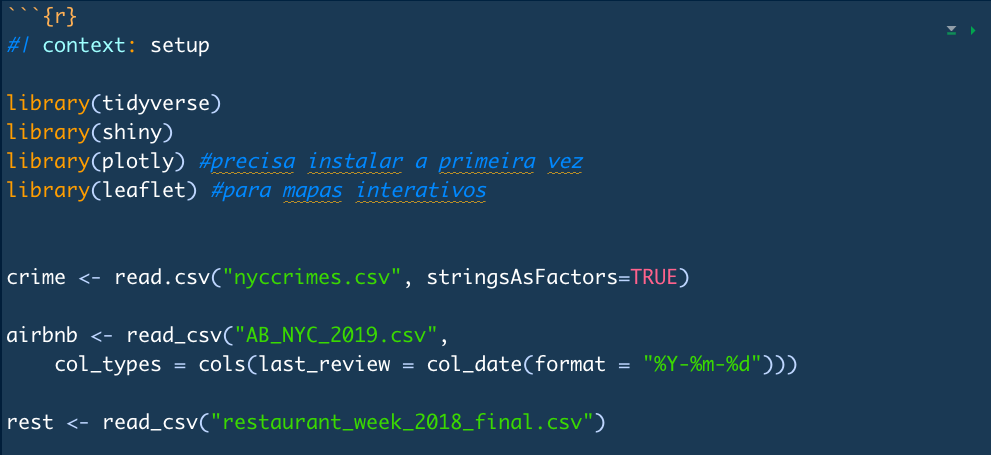 ```{r}
#| context: setup
library(tidyverse)
library(shiny)
library(plotly) #precisa instalar a primeira vez
library(leaflet) #para mapas interativos
crime <- read.csv("nyccrimes.csv", stringsAsFactors=TRUE)
airbnb <- read_csv("AB_NYC_2019.csv",
    col_types = cols(last_review = col_date(format = "%Y-%m-%d")))
rest <- read_csv("restaurant_week_2018_final.csv")